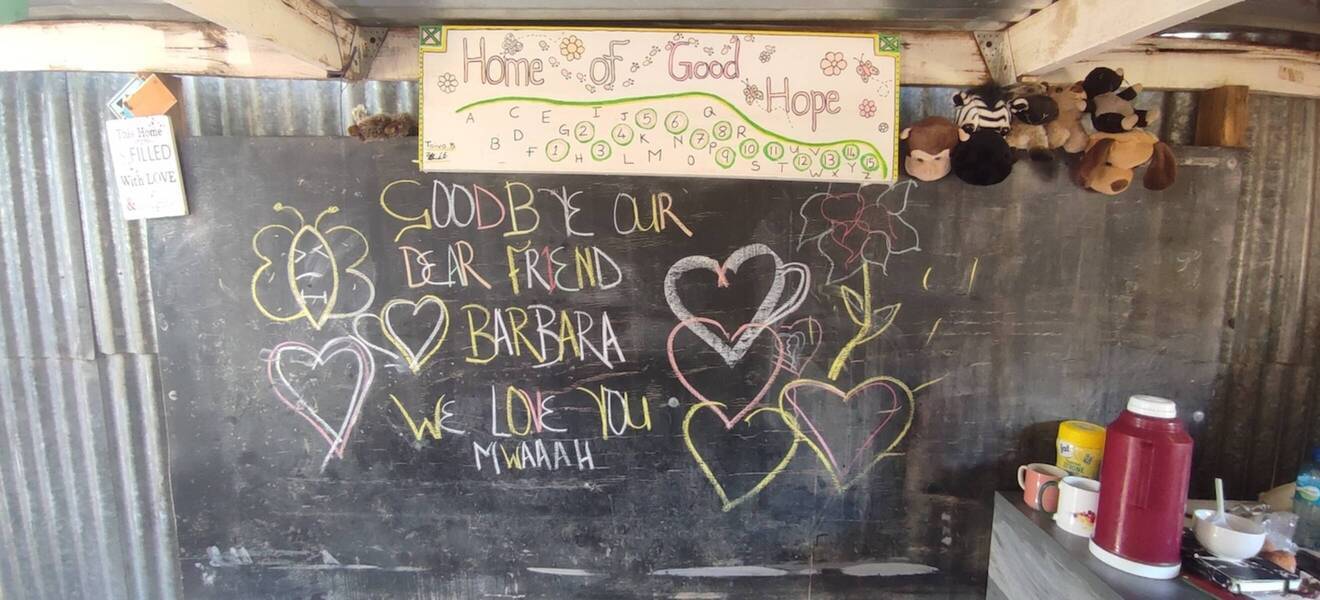 Home of Good
Hope
A B C D E F G H I J K L M N O P Q R S T U V W X Y Z
1 2 3 4 5 6 7 8 9 10 11 12 13 14 15
This Home
is FILLED
With LOVE
&
GOODBYE OUR
DEAR FRIEND
BARBARA
WE LOVE YOU
MWAAAH